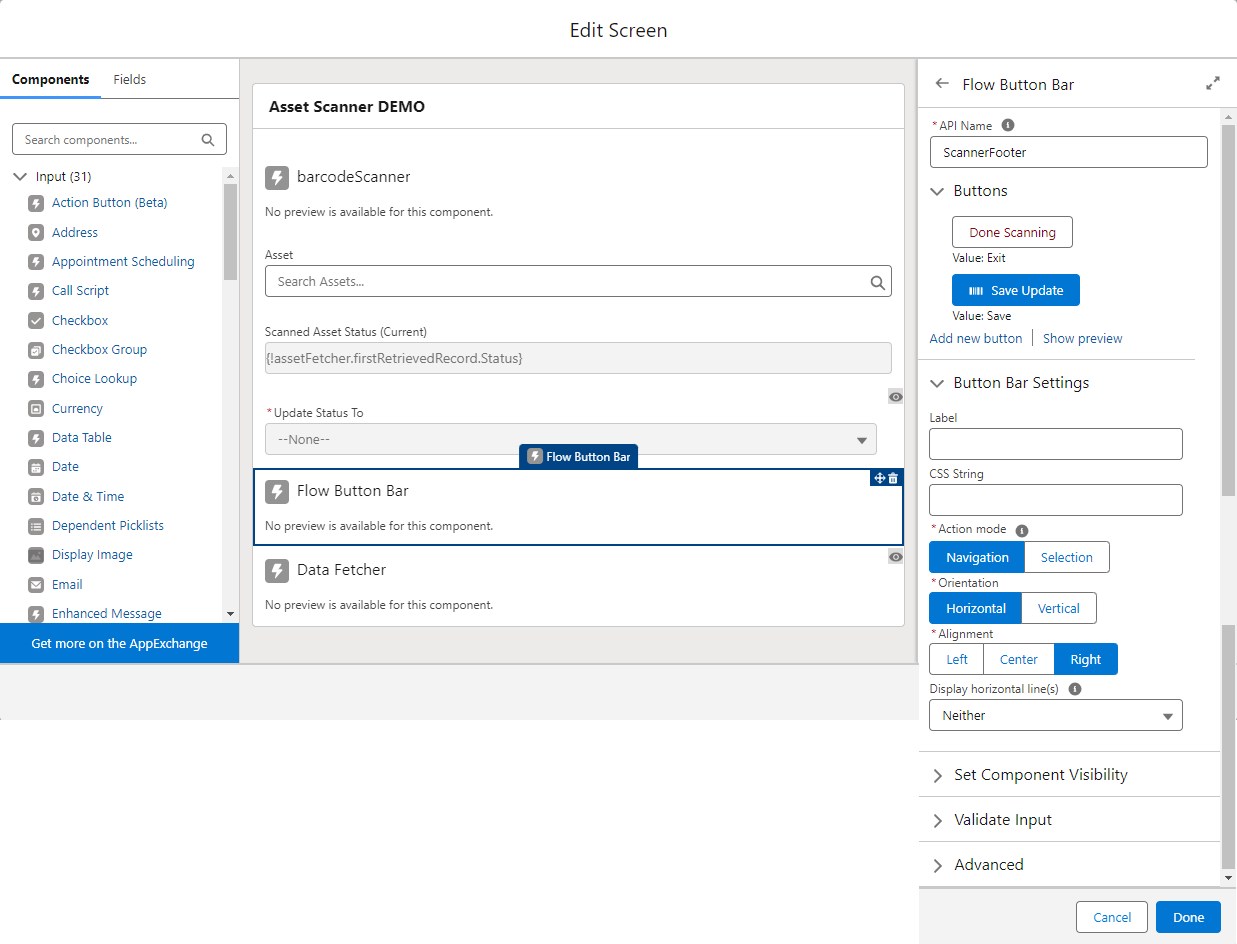 Edit Screen
Components
Fields
Search components...
Input (31)
Action Button (Beta)
Address
Appointment Scheduling
Call Script
Checkbox
Checkbox Group
Choice Lookup
Currency
Data Table
Date
Date & Time
Dependent Picklists
Display Image
Email
Enhanced Message
Get more on the AppExchange
Asset Scanner DEMO
barcodeScanner
No preview is available for this component.
Asset
Search Assets...
Scanned Asset Status (Current)
{!assetFetcher.firstRetrievedRecord.Status}
*Update Status To
--None--
Flow Button Bar
Flow Button Bar
No preview is available for this component.
Data Fetcher
No preview is available for this component.
Flow Button Bar
*API Name
ScannerFooter
Buttons
Done Scanning
Value: Exit
Save Update
Value: Save
Add new button | Show preview
Button Bar Settings
Label
CSS String
*Action mode
Navigation Selection
*Orientation
Horizontal Vertical
*Alignment
Left Center Right
Display horizontal line(s)
Neither
Set Component Visibility
Validate Input
Advanced
Cancel Done